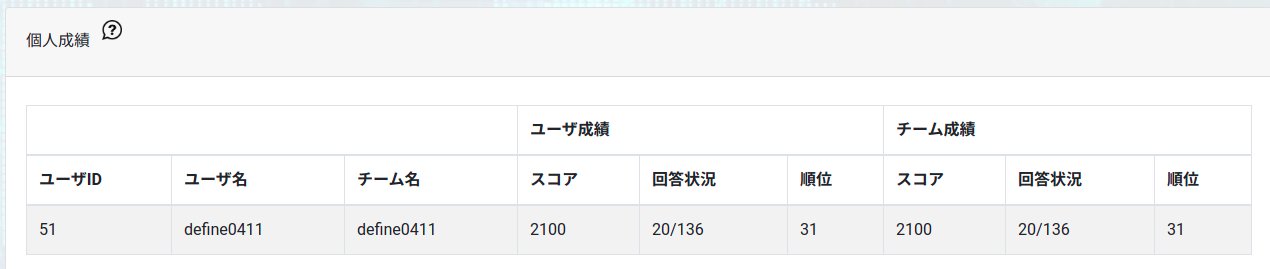 個人成績
ユーザ成績 チーム成績
ユーザID ユーザ名 チーム名 スコア 回答状況 順位 スコア 回答状況 順位
51 define0411 define0411 2100 20/136 31 2100 20/136 31